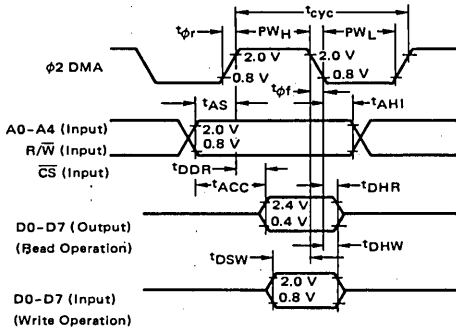 tϕr PWH tcyc PWL
ϕ2 DMA 2.0 V 0.8 V 2.0 V 0.8 V
tAS tϕf tAHI
A0-A4 (Input) 2.0 V
R/W̅ (Input) 0.8 V
C̅S̅ (Input) tDDR
tACC tDHR
D0-D7 (Output) 2.4 V
(Read Operation) 0.4 V
tDSW tDHW
D0-D7 (Input) 2.0 V
(Write Operation) 0.8 V